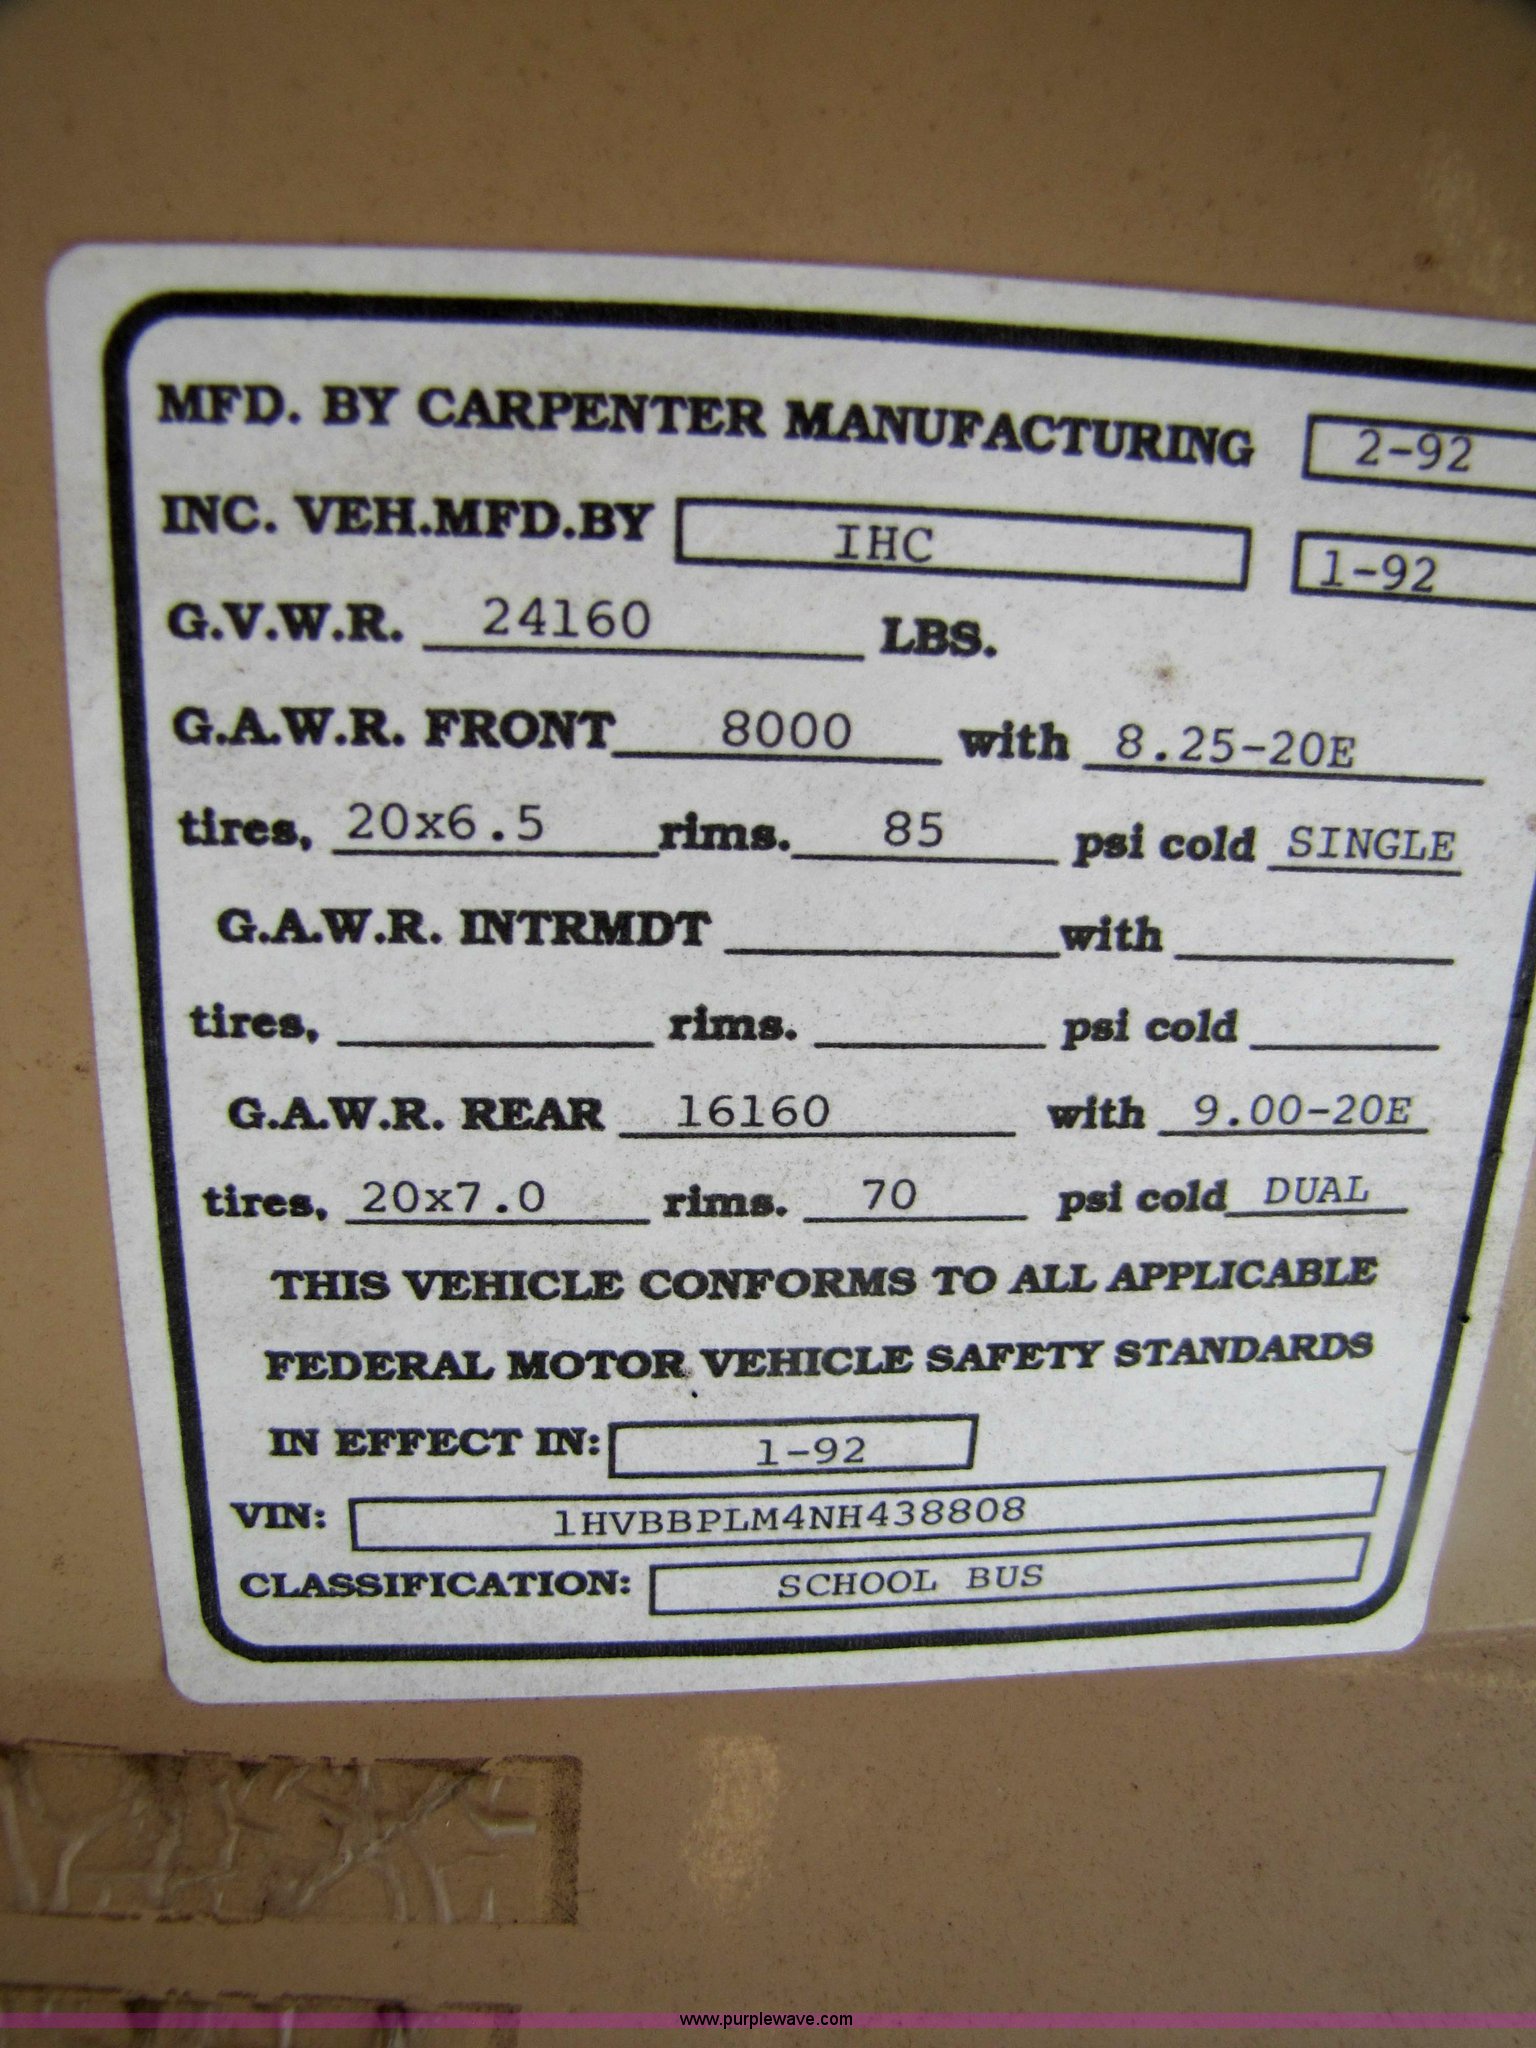 MFD. BY CARPENTER MANUFACTURING 2-92
INC. VEH.MFD.BY IHC 1-92
G.V.W.R. 24160 LBS.
G.A.W.R. FRONT 8000 with 8.25-20E
tires, 20x6.5 rims. 85 psi cold SINGLE
G.A.W.R. INTRMDT with
tires, rims. psi cold
G.A.W.R. REAR 16160 with 9.00-20E
tires, 20x7.0 rims. 70 psi cold DUAL
THIS VEHICLE CONFORMS TO ALL APPLICABLE
FEDERAL MOTOR VEHICLE SAFETY STANDARDS
IN EFFECT IN: 1-92
VIN: 1HVBBPLM4NH438808
CLASSIFICATION: SCHOOL BUS
www.purplewave.com